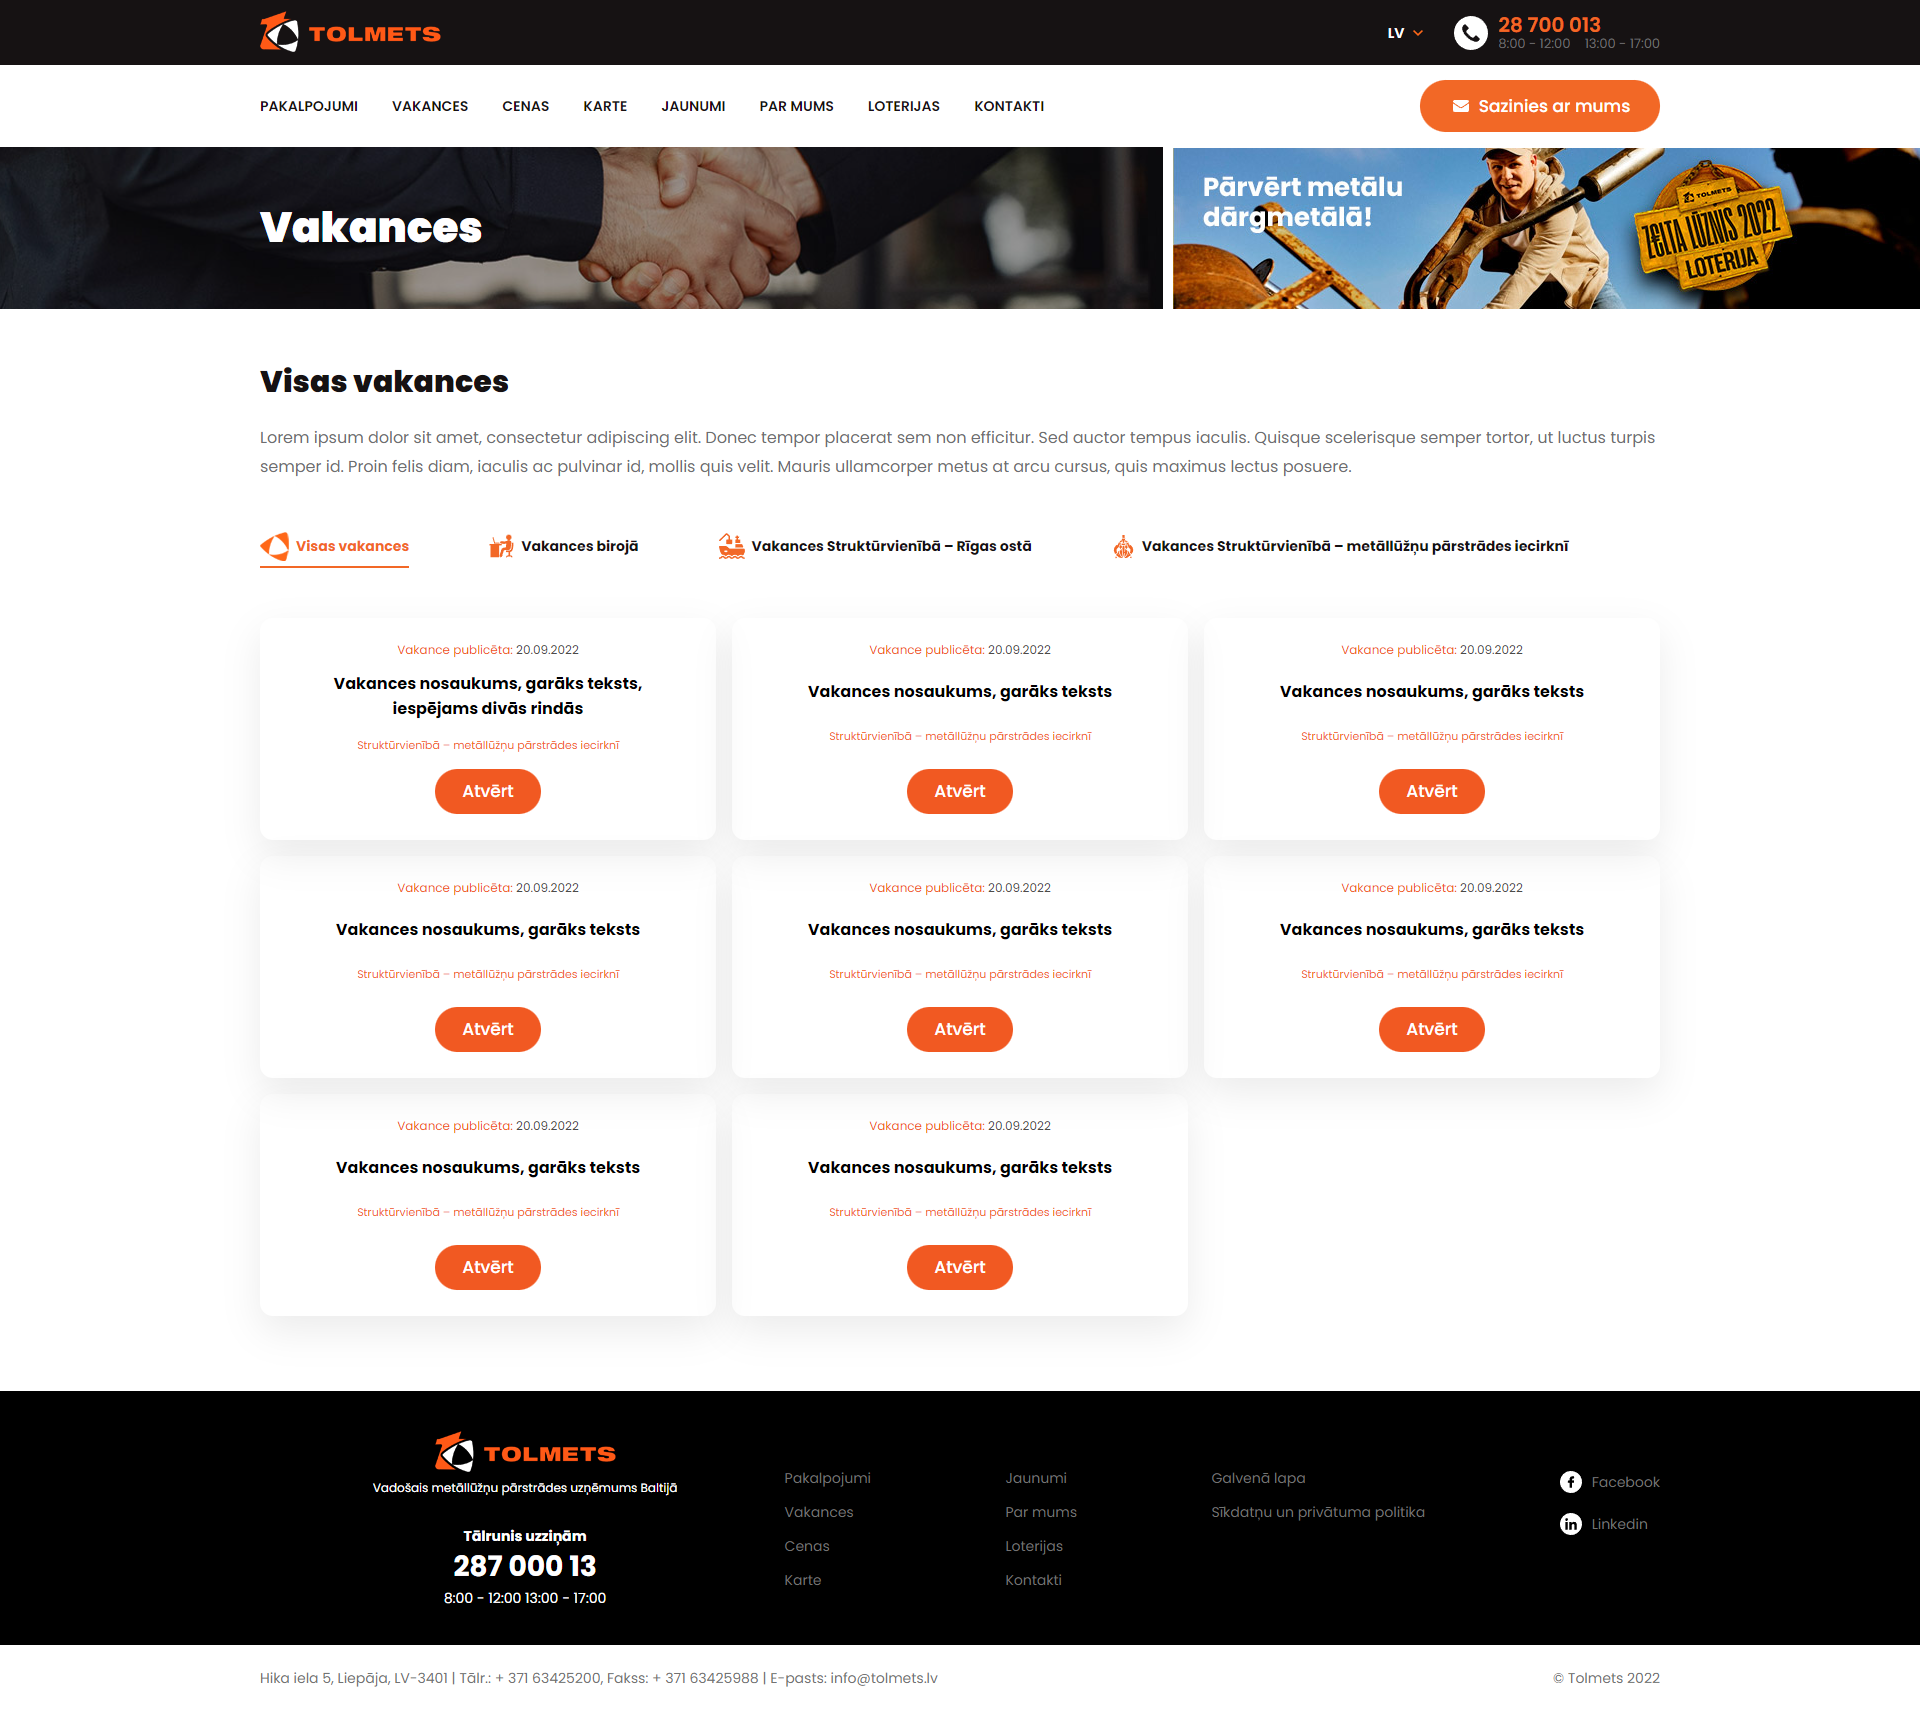 TOLMETS
LV
28 700 013
8:00 - 12:00 13:00 - 17:00
PAKALPOJUMI VAKANCES CENAS KARTE JAUNUMI PAR MUMS LOTERIJAS KONTAKTI
Sazinies ar mums
Vakances
Pārvērt metālu
dārgmetālā!
TOLMETS
ZELTA LŪZNIS 2022
LOTERIJA
Visas vakances
Lorem ipsum dolor sit amet, consectetur adipiscing elit. Donec tempor placerat sem non efficitur. Sed auctor tempus iaculis. Quisque scelerisque semper tortor, ut luctus turpis
semper id. Proin felis diam, iaculis ac pulvinar id, mollis quis velit. Mauris ullamcorper metus at arcu cursus, quis maximus lectus posuere.
Visas vakances Vakances birojā Vakances Struktūrvienībā – Rīgas ostā Vakances Struktūrvienībā – metāllūžņu pārstrādes iecirknī
Vakance publicēta: 20.09.2022
Vakances nosaukums, garāks teksts,
iespējams divās rindās
Struktūrvienībā – metāllūžņu pārstrādes iecirknī
Atvērt
Vakance publicēta: 20.09.2022
Vakances nosaukums, garāks teksts
Struktūrvienībā – metāllūžņu pārstrādes iecirknī
Atvērt
Vakance publicēta: 20.09.2022
Vakances nosaukums, garāks teksts
Struktūrvienībā – metāllūžņu pārstrādes iecirknī
Atvērt
Vakance publicēta: 20.09.2022
Vakances nosaukums, garāks teksts
Struktūrvienībā – metāllūžņu pārstrādes iecirknī
Atvērt
Vakance publicēta: 20.09.2022
Vakances nosaukums, garāks teksts
Struktūrvienībā – metāllūžņu pārstrādes iecirknī
Atvērt
Vakance publicēta: 20.09.2022
Vakances nosaukums, garāks teksts
Struktūrvienībā – metāllūžņu pārstrādes iecirknī
Atvērt
Vakance publicēta: 20.09.2022
Vakances nosaukums, garāks teksts
Struktūrvienībā – metāllūžņu pārstrādes iecirknī
Atvērt
Vakance publicēta: 20.09.2022
Vakances nosaukums, garāks teksts
Struktūrvienībā – metāllūžņu pārstrādes iecirknī
Atvērt
TOLMETS
Vadošais metāllūžņu pārstrādes uzņēmums Baltijā
Tālrunis uzziņām
287 000 13
8:00 - 12:00 13:00 - 17:00
Pakalpojumi
Vakances
Cenas
Karte
Jaunumi
Par mums
Loterijas
Kontakti
Galvenā lapa
Sīkdatņu un privātuma politika
Facebook
Linkedin
Hika iela 5, Liepāja, LV-3401 | Tālr.: + 371 63425200, Fakss: + 371 63425988 | E-pasts: info@tolmets.lv
© Tolmets 2022